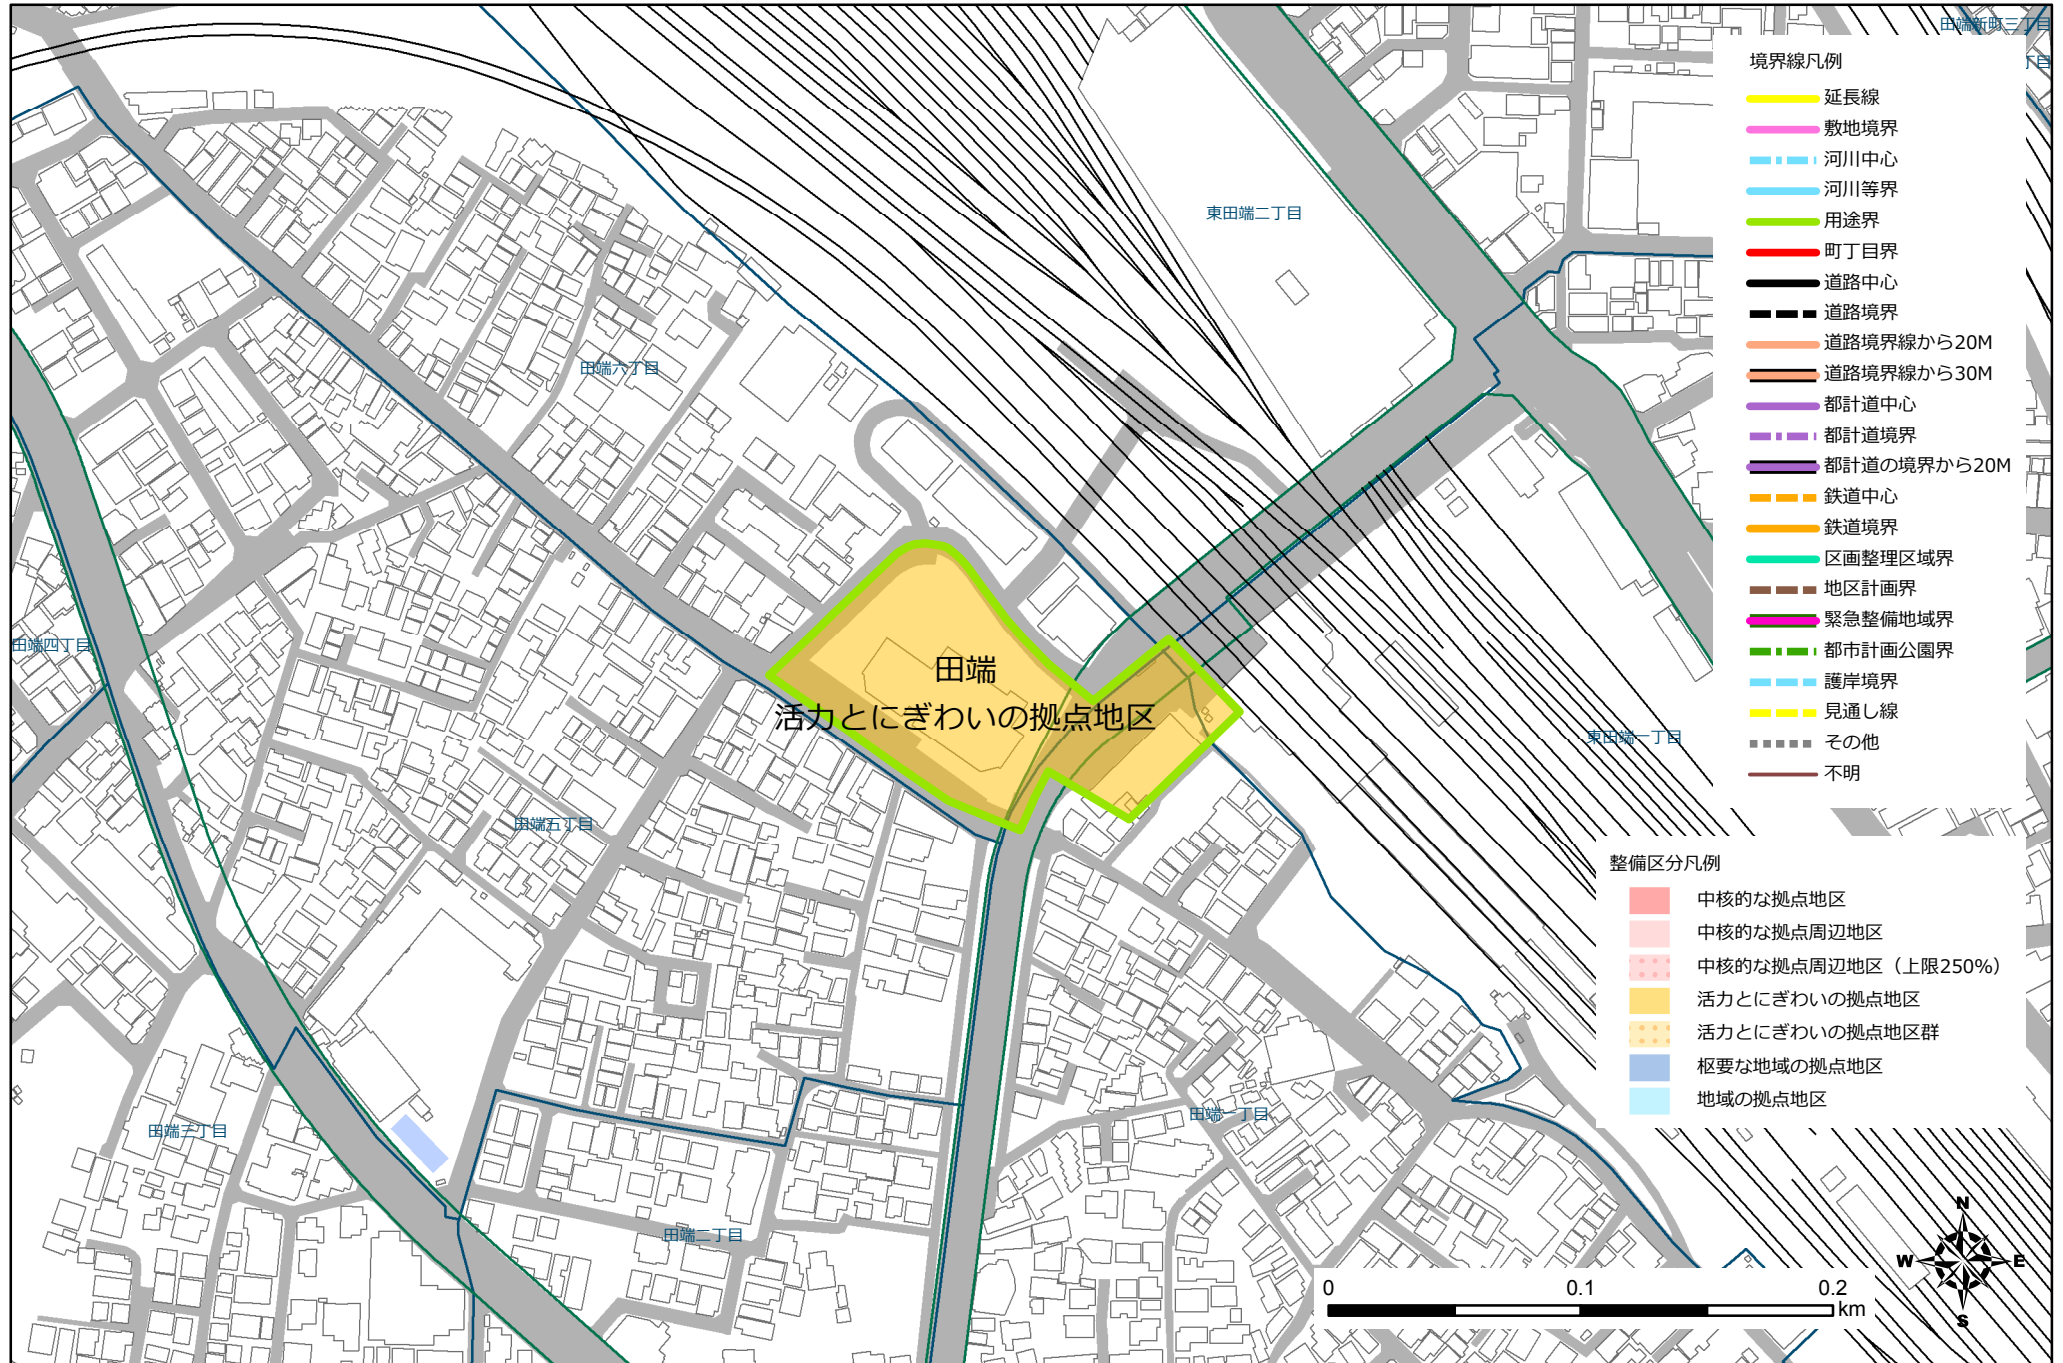 田端新町三丁目
丁目
境界線凡例
延長線
敷地境界
河川中心
河川等界
用途界
町丁目界
道路中心
道路境界
道路境界線から20M
道路境界線から30M
都計道中心
都計道境界
都計道の境界から20M
鉄道中心
鉄道境界
区画整理区域界
地区計画界
緊急整備地域界
都市計画公園界
護岸境界
見通し線
その他
不明
東田端二丁目
田端六丁目
田端四丁目
田端
活力とにぎわいの拠点地区
東田端一丁目
田端五丁目
整備区分凡例
中核的な拠点地区
中核的な拠点周辺地区
中核的な拠点周辺地区（上限250%）
活力とにぎわいの拠点地区
活力とにぎわいの拠点地区群
枢要な地域の拠点地区
地域の拠点地区
田端一丁目
田端三丁目
田端二丁目
N
W E
S
0 0.1 0.2
km